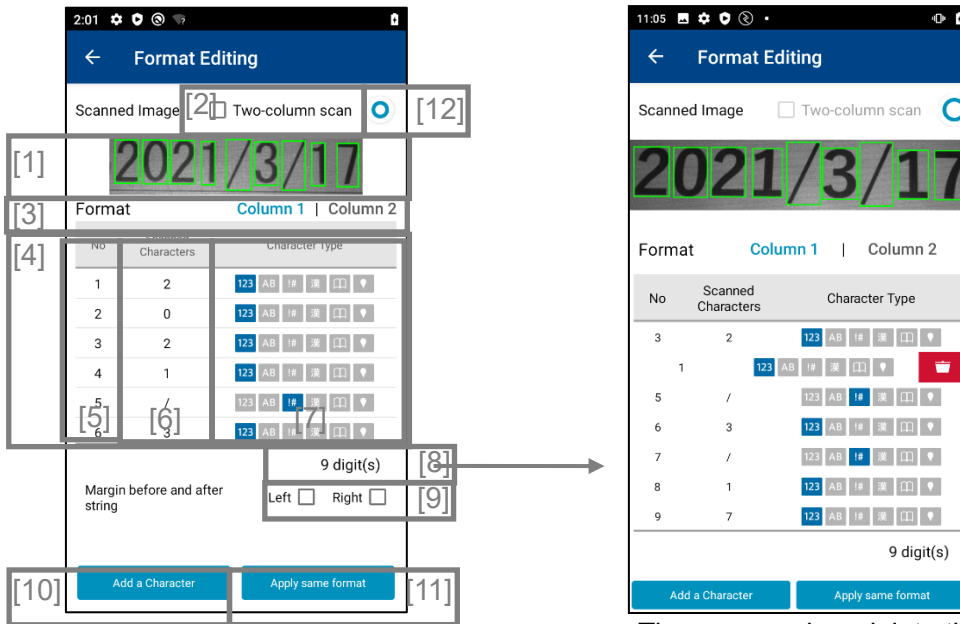 2:01
Format Editing
Scanned Image [2] Two-column scan [12]
[1] 2021/3/17
[3] Format Column 1 | Column 2
[4] No Characters Character Type
1 2 123 AB !# 漢
2 0 123 AB !# 漢
3 2 123 AB !# 漢
4 1 123 AB !# 漢
5 / 123 AB !# 漢
[5] [6] [7]
6 3 123 AB !# 漢
9 digit(s) [8]
Margin before and after
string
Left Right [9]
[10] Add a Character Apply same format [11]
11:05
Format Editing
Scanned Image Two-column scan
2021/3/17
Format Column 1 | Column 2
No Scanned
Characters Character Type
3 2 123 AB !# 漢
1 123 AB !# 漢
5 / 123 AB !# 漢
6 3 123 AB !# 漢
7 / 123 AB !# 漢
8 1 123 AB !# 漢
9 7 123 AB !# 漢
9 digit(s)
Add a Character Apply same format